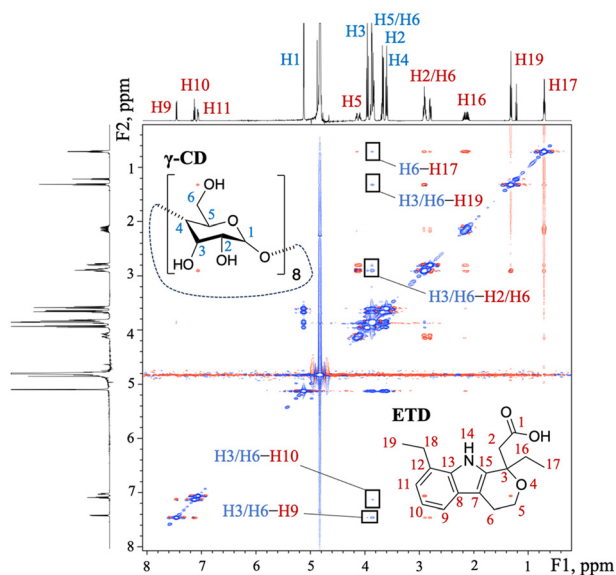 H5/H6
H3
H2
H1
H4
H19
H10
H2/H6
H17
H9
H11
H5
H16
F2, ppm
1
2
3
4
5
6
7
8
γ-CD
OH
6
5
4
1
3
2
HO
OH
O
O
8
H6–H17
H3/H6–H19
H3/H6–H2/H6
H3/H6–H10
H3/H6–H9
ETD
O
1
OH
2
19
18
14
NH
16
17
12
13
15
3
4
O
11
10
8
7
9
6
5
8
7
6
5
4
3
2
1
F1, ppm